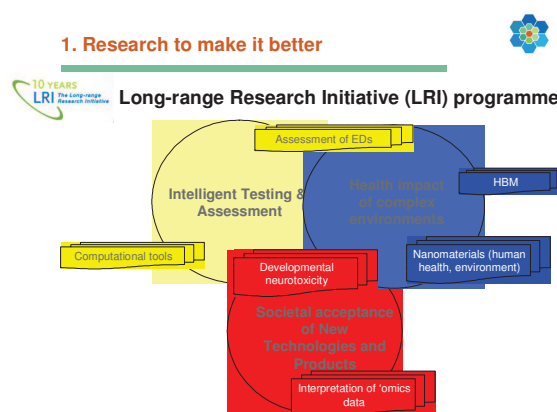 1. Research to make it better
10 YEARS
LRI The Long-range
Research Initiative
Long-range Research Initiative (LRI) programme
Assessment of EDs
Intelligent Testing &
Assessment
Health impact
of complex
environments
HBM
Computational tools
Developmental
neurotoxicity
Nanomaterials (human
health, environment)
Societal acceptance
of New
Technologies and
Products
Interpretation of 'omics
data